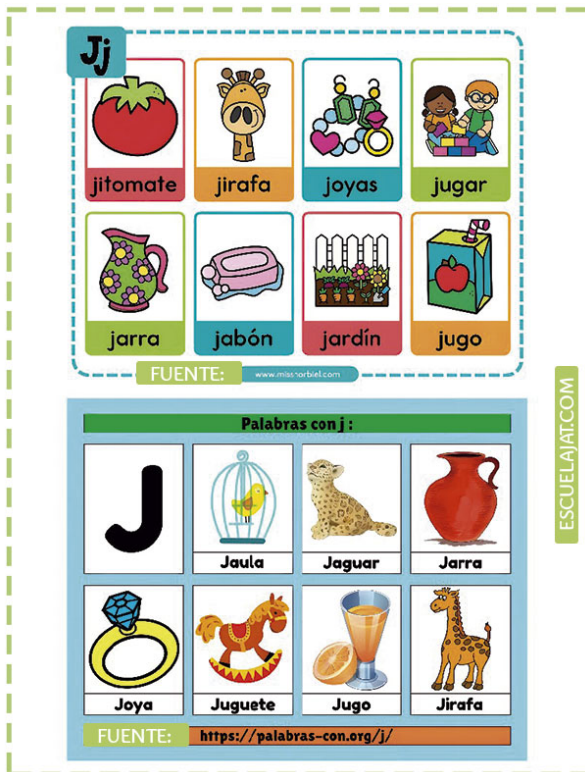 Jj
jitomate jirafa joyas jugar
jarra jabón jardín jugo
FUENTE: www.misstorbiel.com
ESCUELAJAT.COM
Palabras con j :
J Jaula Jaguar Jarra
Joya Juguete Jugo Jirafa
FUENTE: https://palabras-con.org/j/